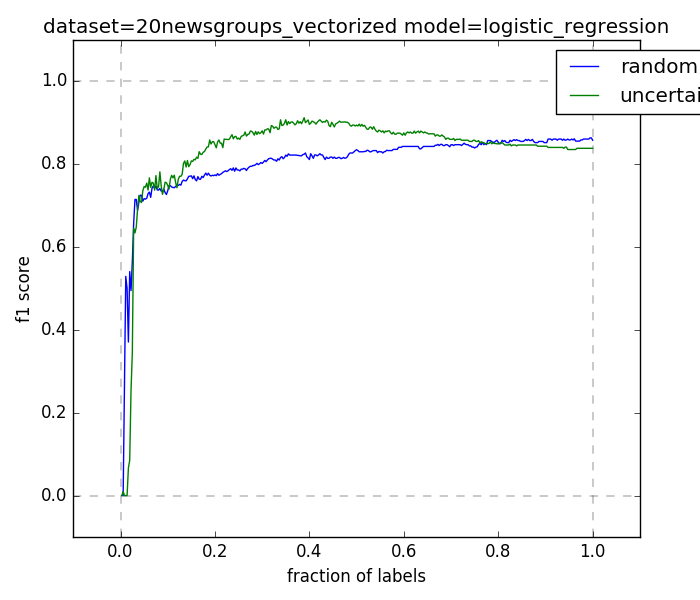 dataset=20newsgroups_vectorized model=logistic_regression
random
uncertai
1.0
0.8
0.6
0.4
0.2
0.0
f1 score
0.0 0.2 0.4 0.6 0.8 1.0
fraction of labels